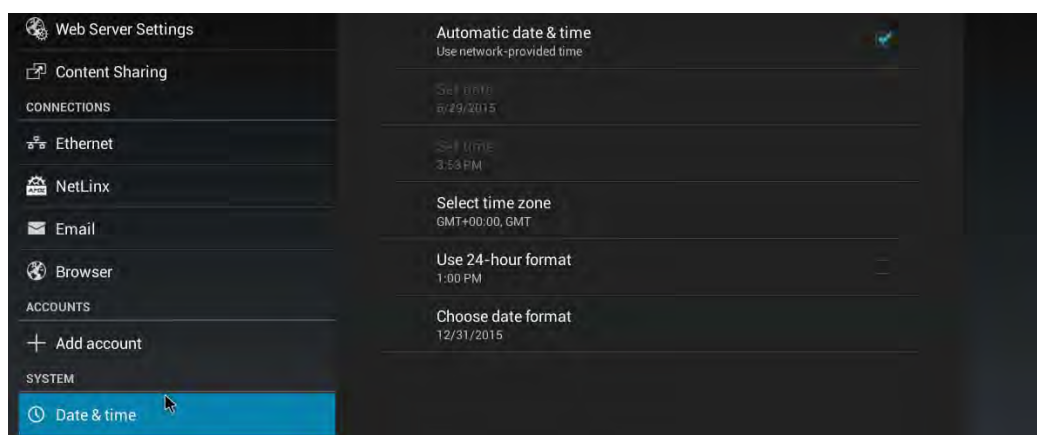 Web Server Settings
Content Sharing
CONNECTIONS
Ethernet
NetLinx
Email
Browser
ACCOUNTS
Add account
SYSTEM
Date & time
Automatic date & time
Use network-provided time
Set date
6/29/2015
Set time
3:53 PM
Select time zone
GMT+00:00, GMT
Use 24-hour format
1:00 PM
Choose date format
12/31/2015